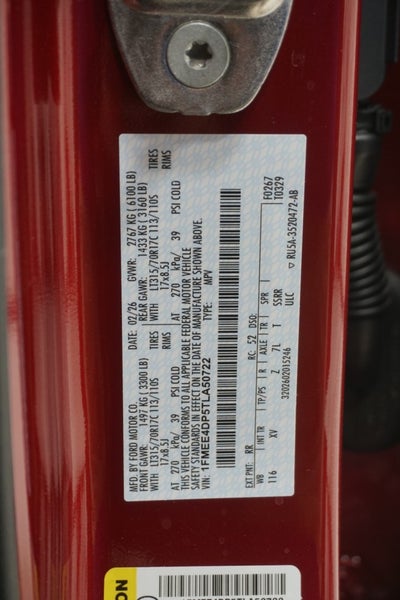 MFD. BY FORD MOTOR CO. DATE: 02/26 GVWR: 2767 KG (6100 LB)
FRONT GAWR: 1497 KG (3300 LB) REAR GAWR: 1433 KG (3160 LB)
WITH LT315/70R17C 113/110S TIRES WITH LT315/70R17C 113/110S TIRES
17x8.5J RIMS 17x8.5J RIMS
AT 270 kPa/ 39 PSI COLD AT 270 kPa/ 39 PSI COLD
THIS VEHICLE CONFORMS TO ALL APPLICABLE FEDERAL MOTOR VEHICLE
SAFETY STANDARDS IN EFFECT ON THE DATE OF MANUFACTURE SHOWN ABOVE.
VIN: 1FMEE4DP5TLA50722 TYPE: MPV
F0267
EXT PNT: RR RC: 52 DSO: T0329
WB INT TR TP/PS R AXLE TR SPR
116 XV Z 7L T SSRR
ULC
3202602015246 ▽ RU5A-3520472-AB